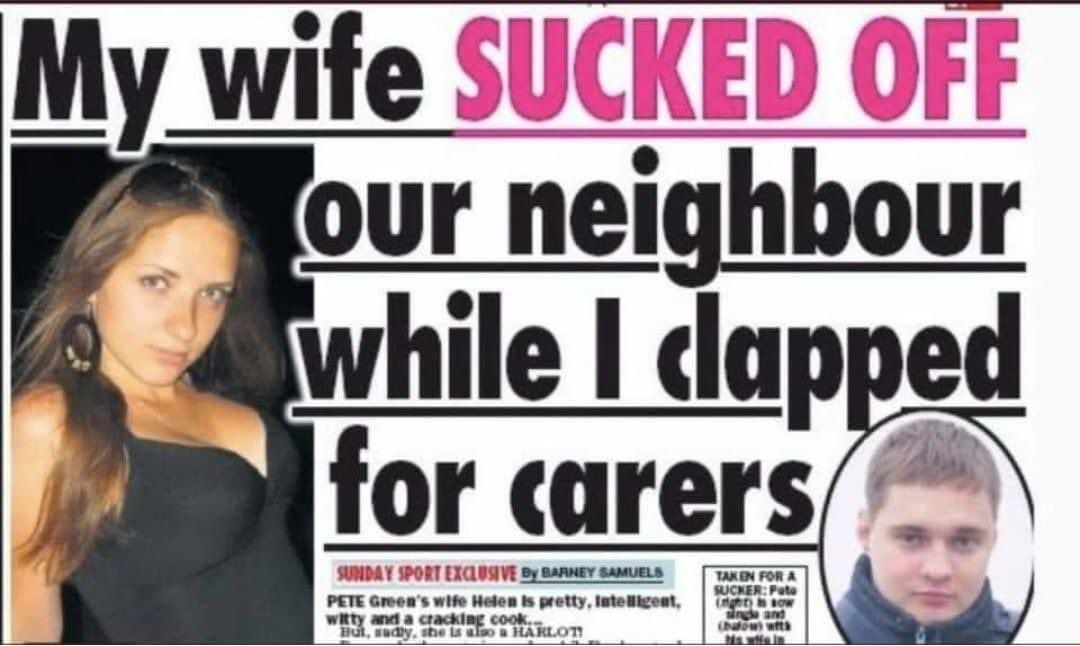 My wife SUCKED OFF
our neighbour
while I clapped
for carers
SUNDAY SPORT EXCLUSIVE By BARNEY SAMUELS
PETE Green's wife Helen is pretty, intelligent,
witty and a cracking cook...
But, sadly, she is also a HARLOT!
TAKEN FOR A
SUCKER: Pete
(right) is now
single and
(below) with
his wife in